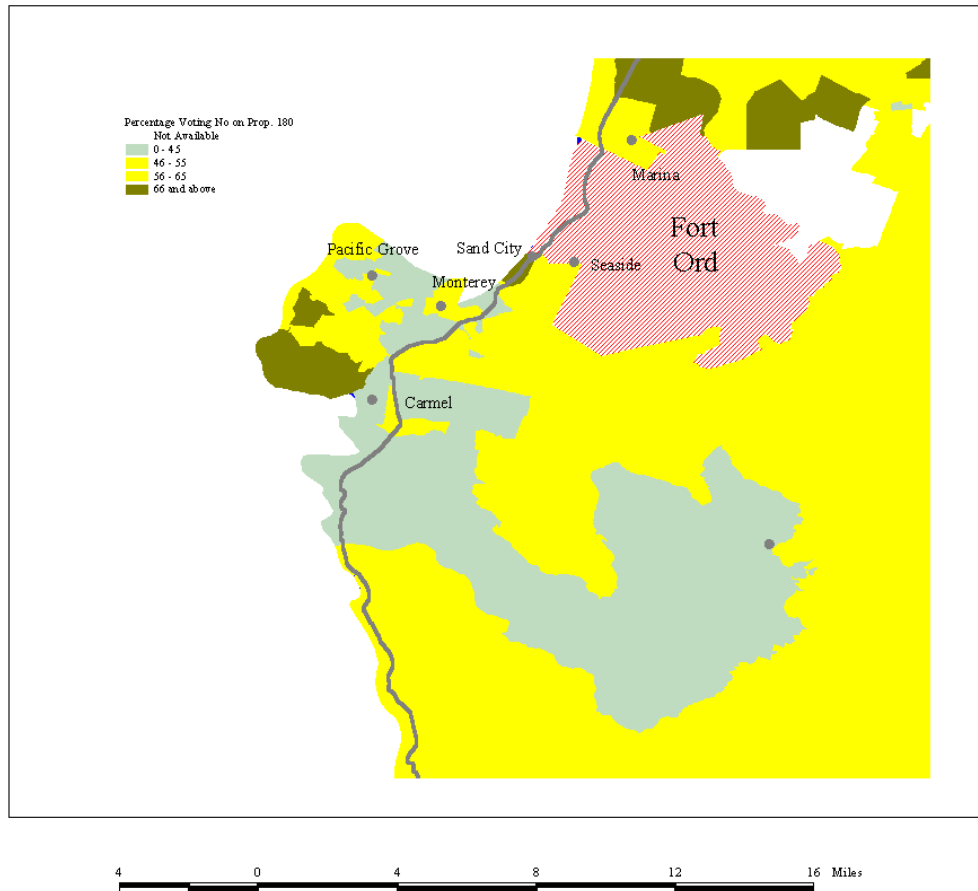 Percentage Voting No on Prop. 180
Not Available
0 - 45
46 - 55
56 - 65
66 and above
Marina
Fort
Ord
Pacific Grove
Sand City
Seaside
Monterey
Carmel
4 0 4 8 12 16 Miles